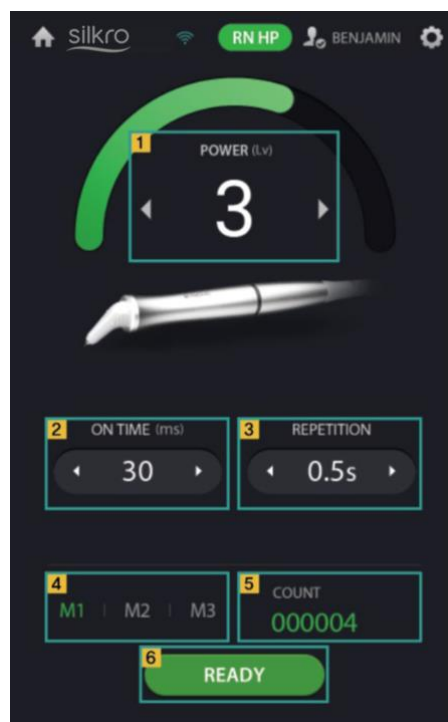 silkro RN HP BENJAMIN
1
POWER (Lv)
3
2 ON TIME (ms)
30
3 REPETITION
0.5s
4
M1 | M2 | M3
5 COUNT
000004
6
READY